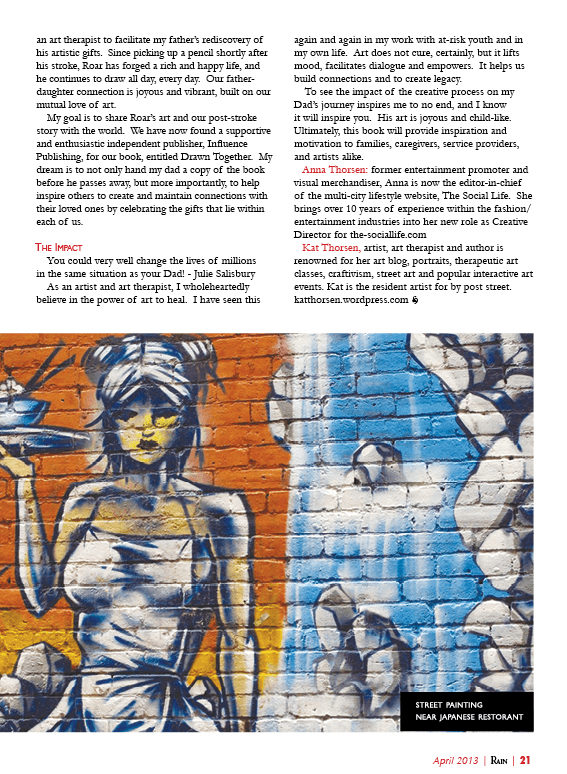 an art therapist to facilitate my father's rediscovery of
his artistic gifts.  Since picking up a pencil shortly after
his stroke, Roar has forged a rich and happy life, and
he continues to draw all day, every day.  Our father-
daughter connection is joyous and vibrant, built on our
mutual love of art.
My goal is to share Roar's art and our post-stroke
story with the world.  We have now found a supportive
and enthusiastic independent publisher, Influence
Publishing, for our book, entitled Drawn Together.  My
dream is to not only hand my dad a copy of the book
before he passes away, but more importantly, to help
inspire others to create and maintain connections with
their loved ones by celebrating the gifts that lie within
each of us.
The Impact
You could very well change the lives of millions
in the same situation as your Dad! - Julie Salisbury
As an artist and art therapist, I wholeheartedly
believe in the power of art to heal.  I have seen this
again and again in my work with at-risk youth and in
my own life.  Art does not cure, certainly, but it lifts
mood, facilitates dialogue and empowers.  It helps us
build connections and to create legacy.
To see the impact of the creative process on my
Dad's journey inspires me to no end, and I know
it will inspire you.  His art is joyous and child-like.
Ultimately, this book will provide inspiration and
motivation to families, caregivers, service providers,
and artists alike.
Anna Thorsen: former entertainment promoter and
visual merchandiser, Anna is now the editor-in-chief
of the multi-city lifestyle website, The Social Life.  She
brings over 10 years of experience within the fashion/
entertainment industries into her new role as Creative
Director for the-sociallife.com
Kat Thorsen, artist, art therapist and author is
renowned for her art blog, portraits, therapeutic art
classes, craftivism, street art and popular interactive art
events. Kat is the resident artist for by post street.
katthorsen.wordpress.com
STREET PAINTING
NEAR JAPANESE RESTORANT
April 2013 | Rain | 21